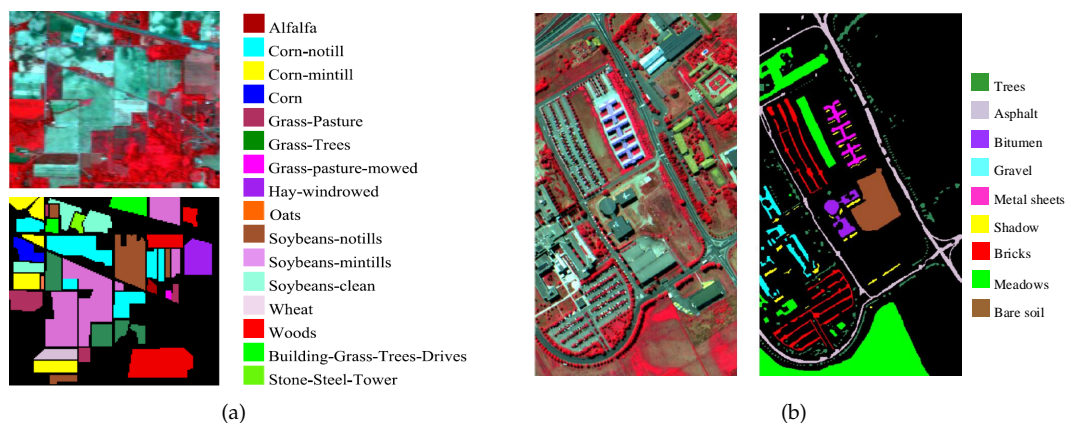 Alfalfa
Corn-notill
Corn-mintill
Corn
Grass-Pasture
Grass-Trees
Grass-pasture-mowed
Hay-windrowed
Oats
Soybeans-notills
Soybeans-mintills
Soybeans-clean
Wheat
Woods
Building-Grass-Trees-Drives
Stone-Steel-Tower
(a)
Trees
Asphalt
Bitumen
Gravel
Metal sheets
Shadow
Bricks
Meadows
Bare soil
(b)